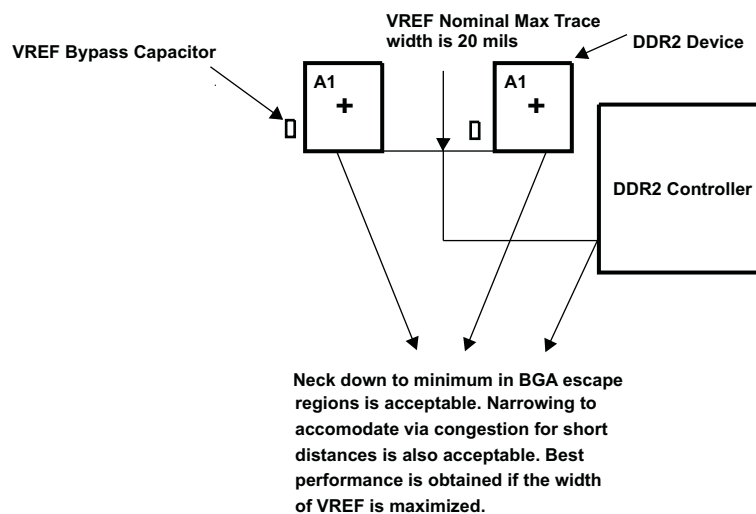 VREF Nominal Max Trace
width is 20 mils
DDR2 Device
VREF Bypass Capacitor
A1
+
A1
+
DDR2 Controller
Neck down to minimum in BGA escape
regions is acceptable. Narrowing to
accomodate via congestion for short
distances is also acceptable. Best
performance is obtained if the width
of VREF is maximized.